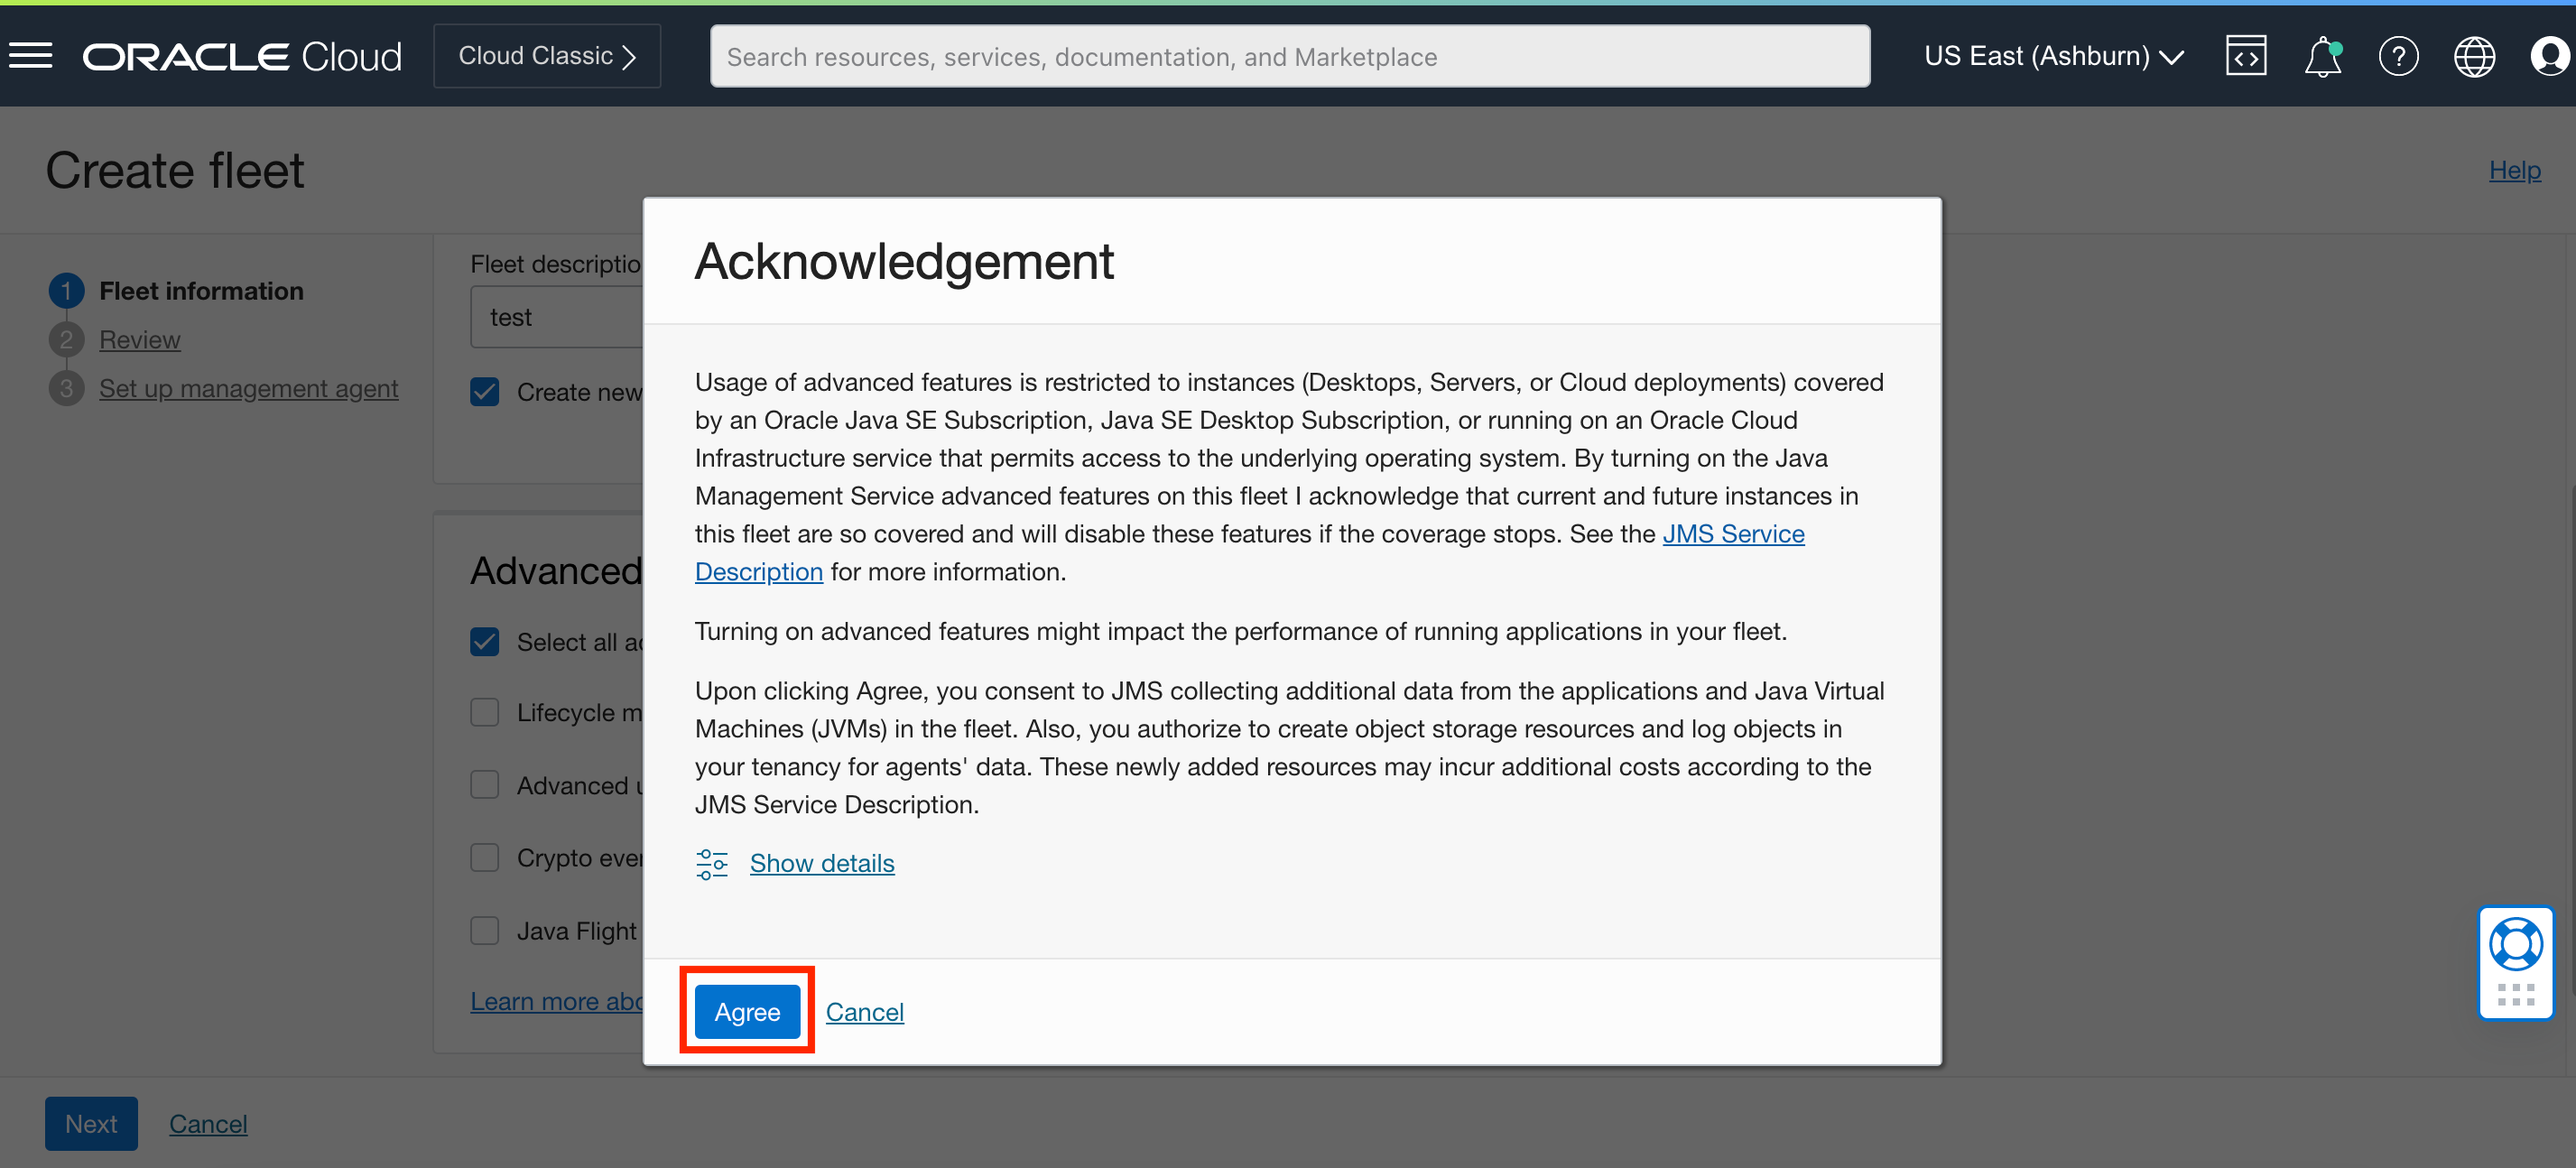 ORACLE Cloud
Cloud Classic
Search resources, services, documentation, and Marketplace
US East (Ashburn)
Create fleet
Help
1 Fleet information
2 Review
3 Set up management agent
Fleet descriptio
test
Create new
Advanced
Select all a
Lifecycle m
Advanced u
Crypto ever
Java Flight
Learn more abo
Acknowledgement
Usage of advanced features is restricted to instances (Desktops, Servers, or Cloud deployments) covered
by an Oracle Java SE Subscription, Java SE Desktop Subscription, or running on an Oracle Cloud
Infrastructure service that permits access to the underlying operating system. By turning on the Java
Management Service advanced features on this fleet I acknowledge that current and future instances in
this fleet are so covered and will disable these features if the coverage stops. See the JMS Service
Description for more information.
Turning on advanced features might impact the performance of running applications in your fleet.
Upon clicking Agree, you consent to JMS collecting additional data from the applications and Java Virtual
Machines (JVMs) in the fleet. Also, you authorize to create object storage resources and log objects in
your tenancy for agents' data. These newly added resources may incur additional costs according to the
JMS Service Description.
Show details
Agree
Cancel
Next
Cancel